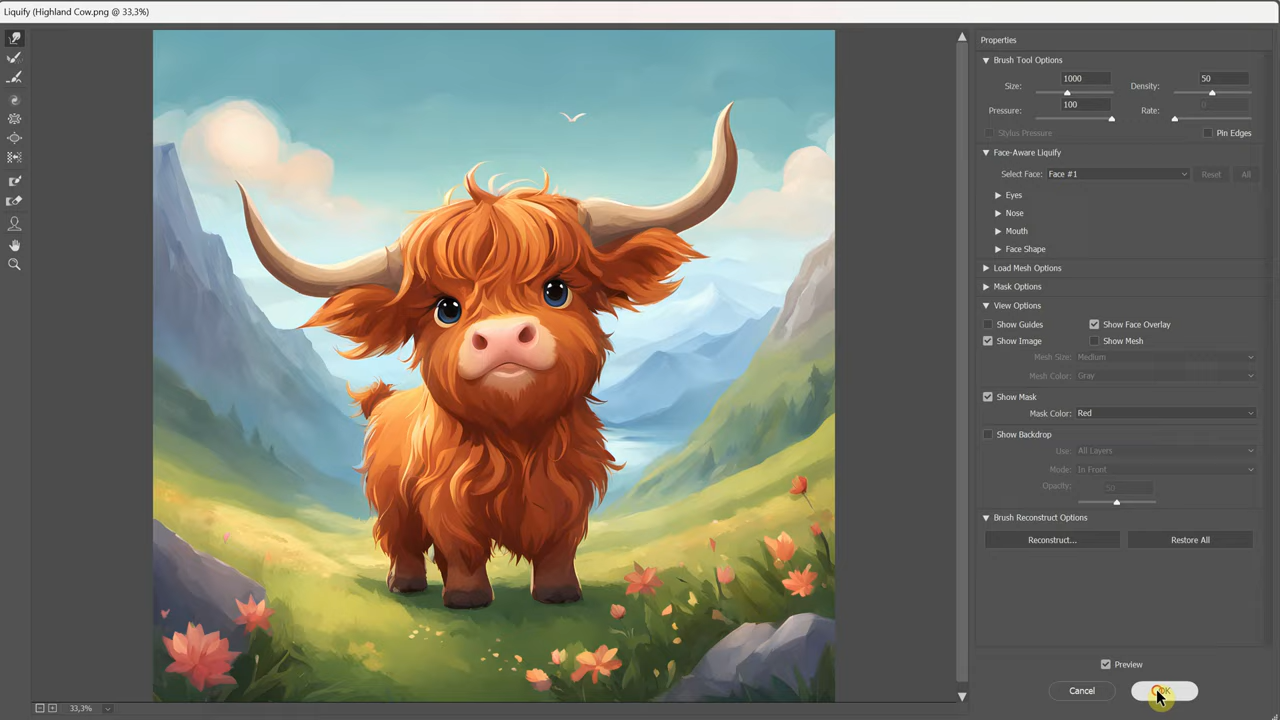 Liquify (Highland Cow.png @ 33,3%)
Properties
Brush Tool Options
Size: 1000 Density: 50
Pressure: 100 Rate: 0
Stylus Pressure Pin Edges
Face-Aware Liquify
Select Face: Face #1 Reset All
Eyes
Nose
Mouth
Face Shape
Load Mesh Options
Mask Options
View Options
Show Guides Show Face Overlay
Show Image Show Mesh
Mesh Size: Medium
Mesh Color: Gray
Show Mask
Mask Color: Red
Show Backdrop
Use: All Layers
Mode: In Front
Opacity: 50
Brush Reconstruct Options
Reconstruct... Restore All
Preview
Cancel OK
33,3%